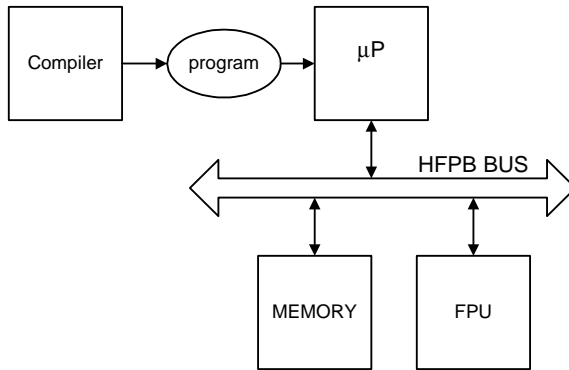 Compiler
program
μP
HFPB BUS
MEMORY
FPU